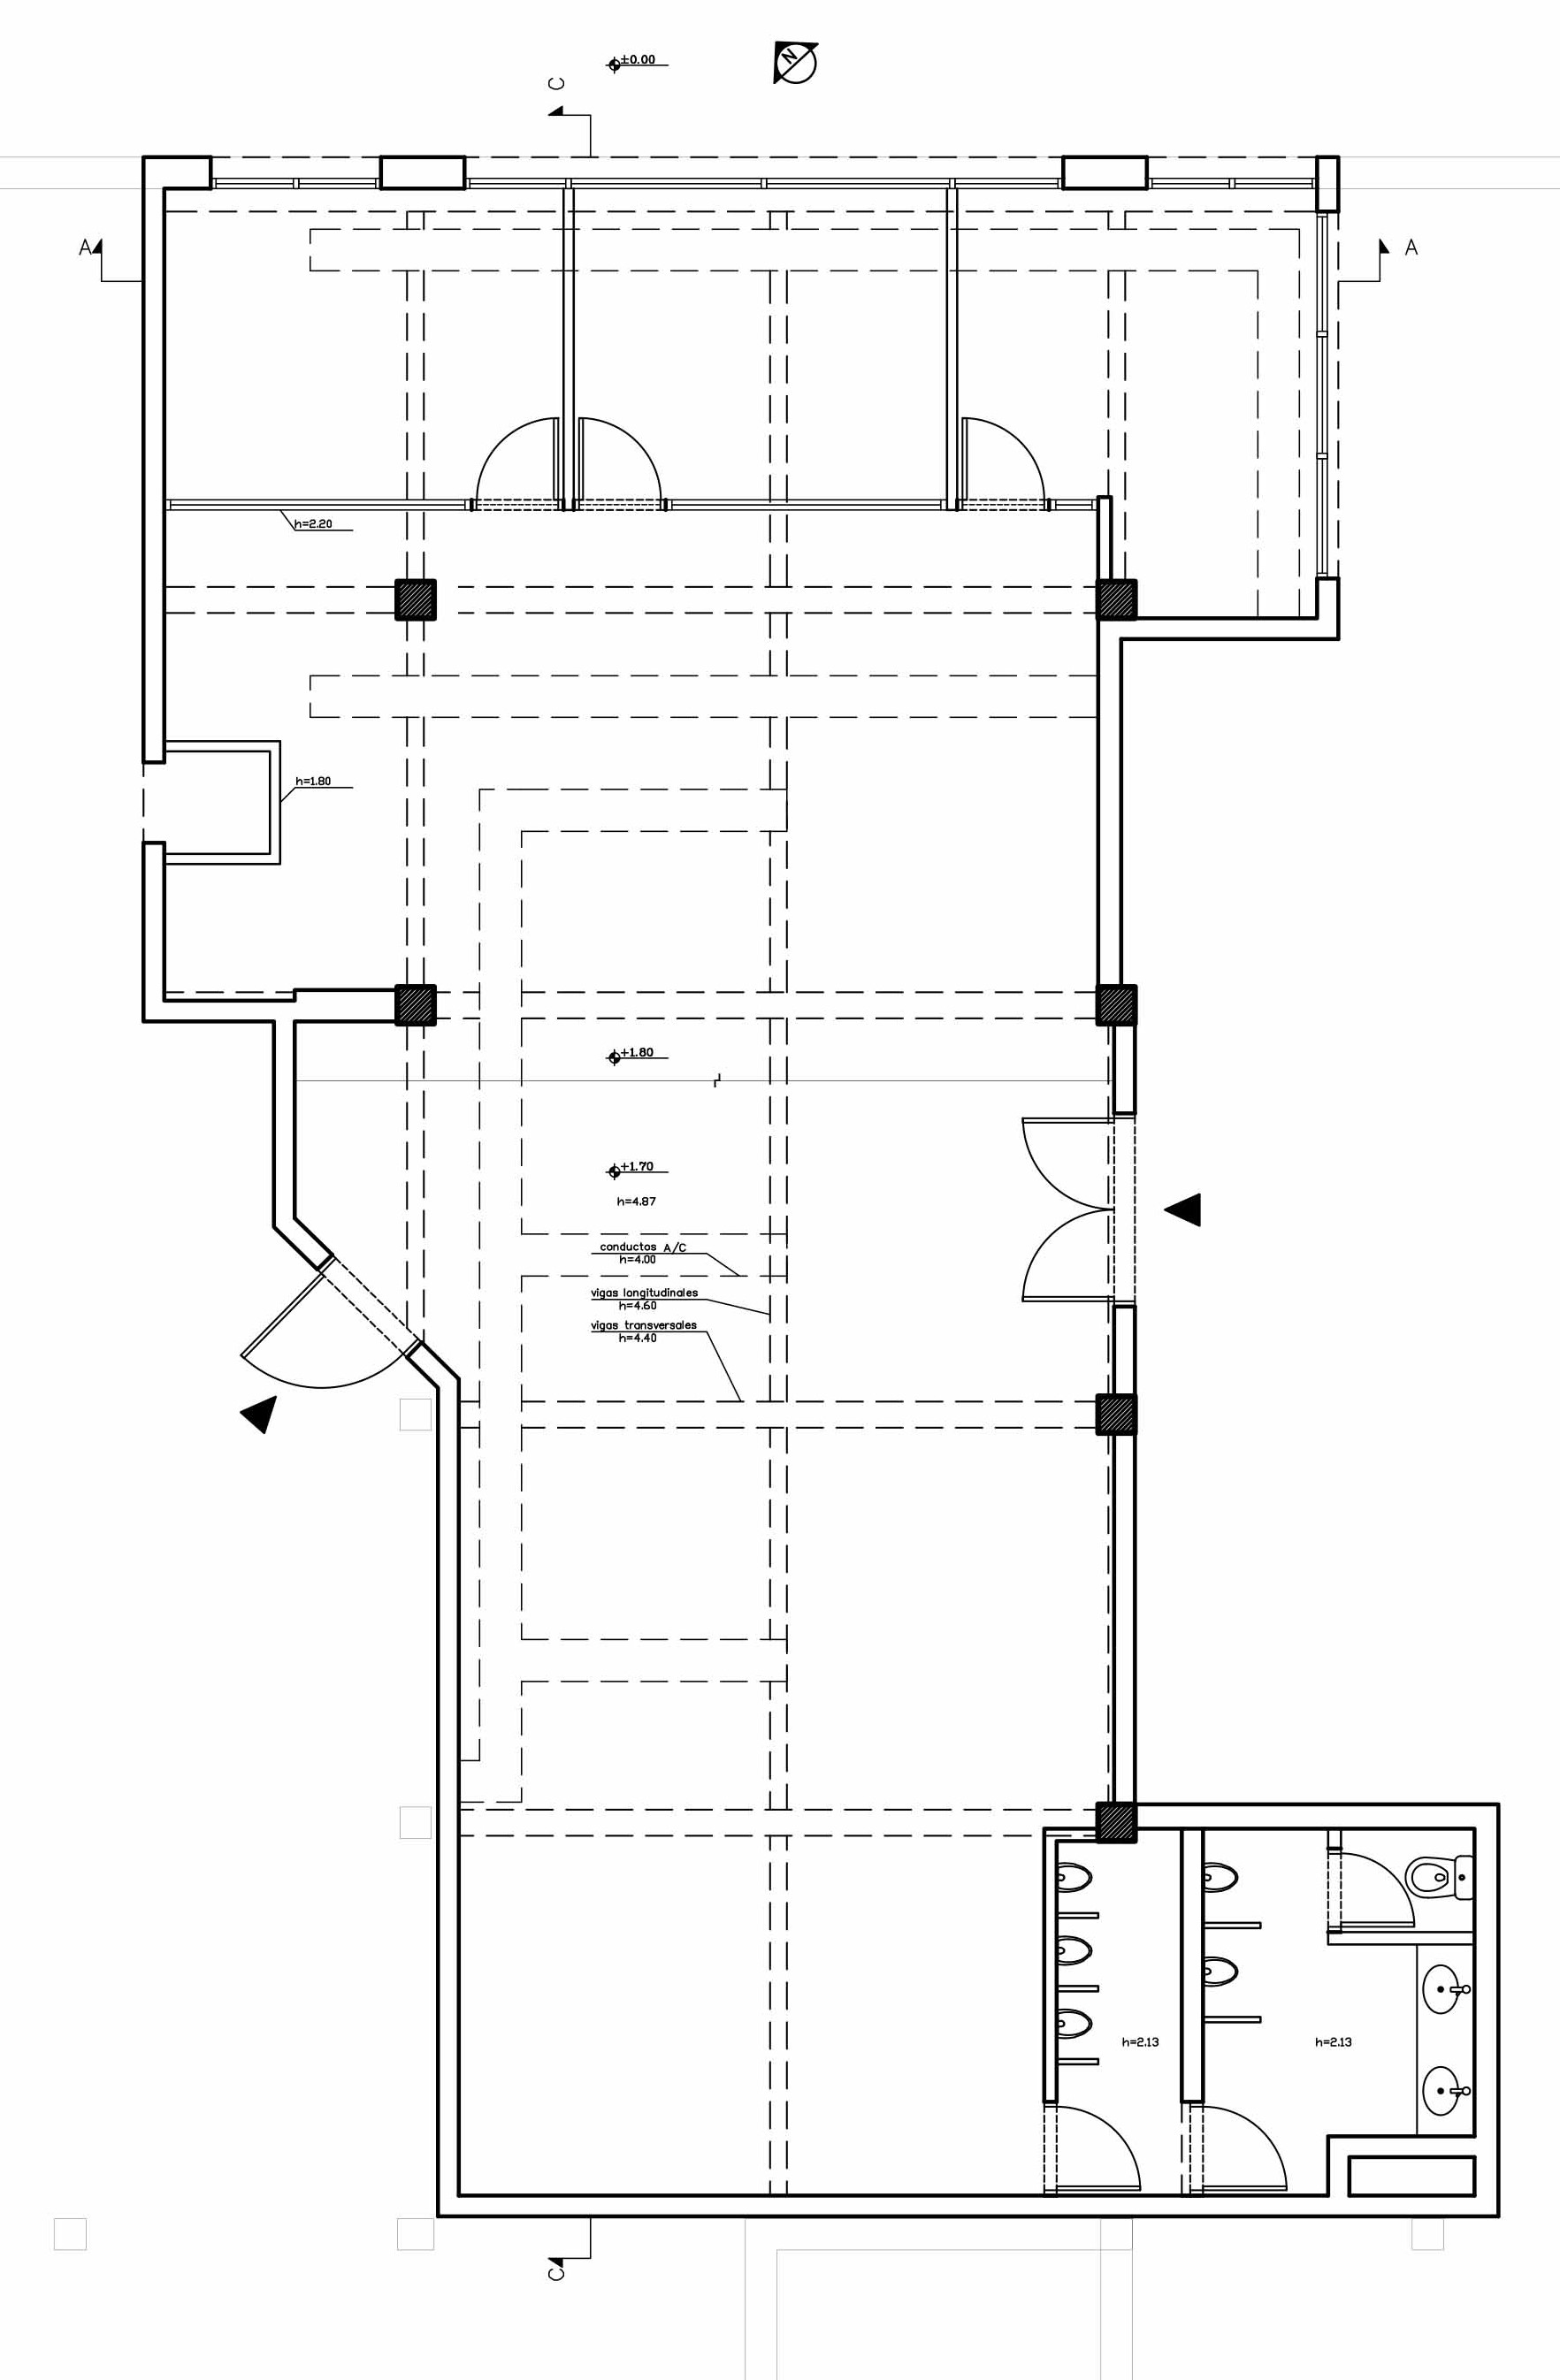 A
h=1.80
h=2.20
C
C
±0.00
+1.80
+1.70
h=4.87
conductos A/C
h=4.00
vigas longitudinales
h=4.60
vigas transversales
h=4.40
N
h=2.13
h=2.13
A